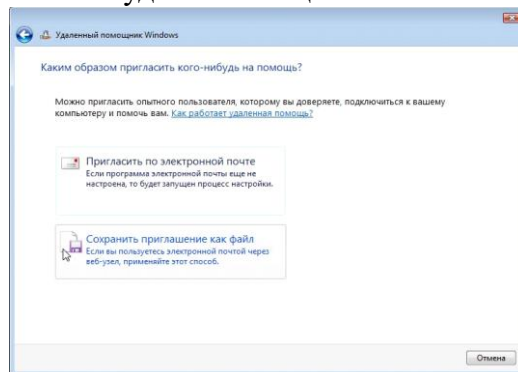 Удаленный помощник Windows
Каким образом пригласить кого-нибудь на помощь?
Можно пригласить опытного пользователя, которому вы доверяете, подключиться к вашему
компьютеру и помочь вам. Как работает удаленная помощь?
Пригласить по электронной почте
Если программа электронной почты еще не
настроена, то будет запущен процесс настройки.
Сохранить приглашение как файл
Если вы пользуетесь электронной почтой через
веб-узел, применяйте этот способ.
Отмена